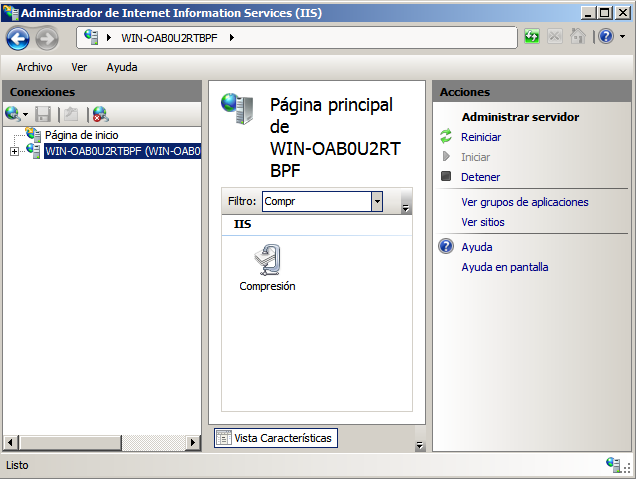 Administrador de Internet Information Services (IIS)
WIN-OAB0U2RTBPF
Archivo Ver Ayuda
Conexiones
Página de inicio
WIN-OAB0U2RTBPF (WIN-OAB0
Página principal
de
WIN-OAB0U2RT
BPF
Filtro: Compr
IIS
Compresión
Vista Características
Acciones
Administrar servidor
Reiniciar
Iniciar
Detener
Ver grupos de aplicaciones
Ver sitios
Ayuda
Ayuda en pantalla
Listo